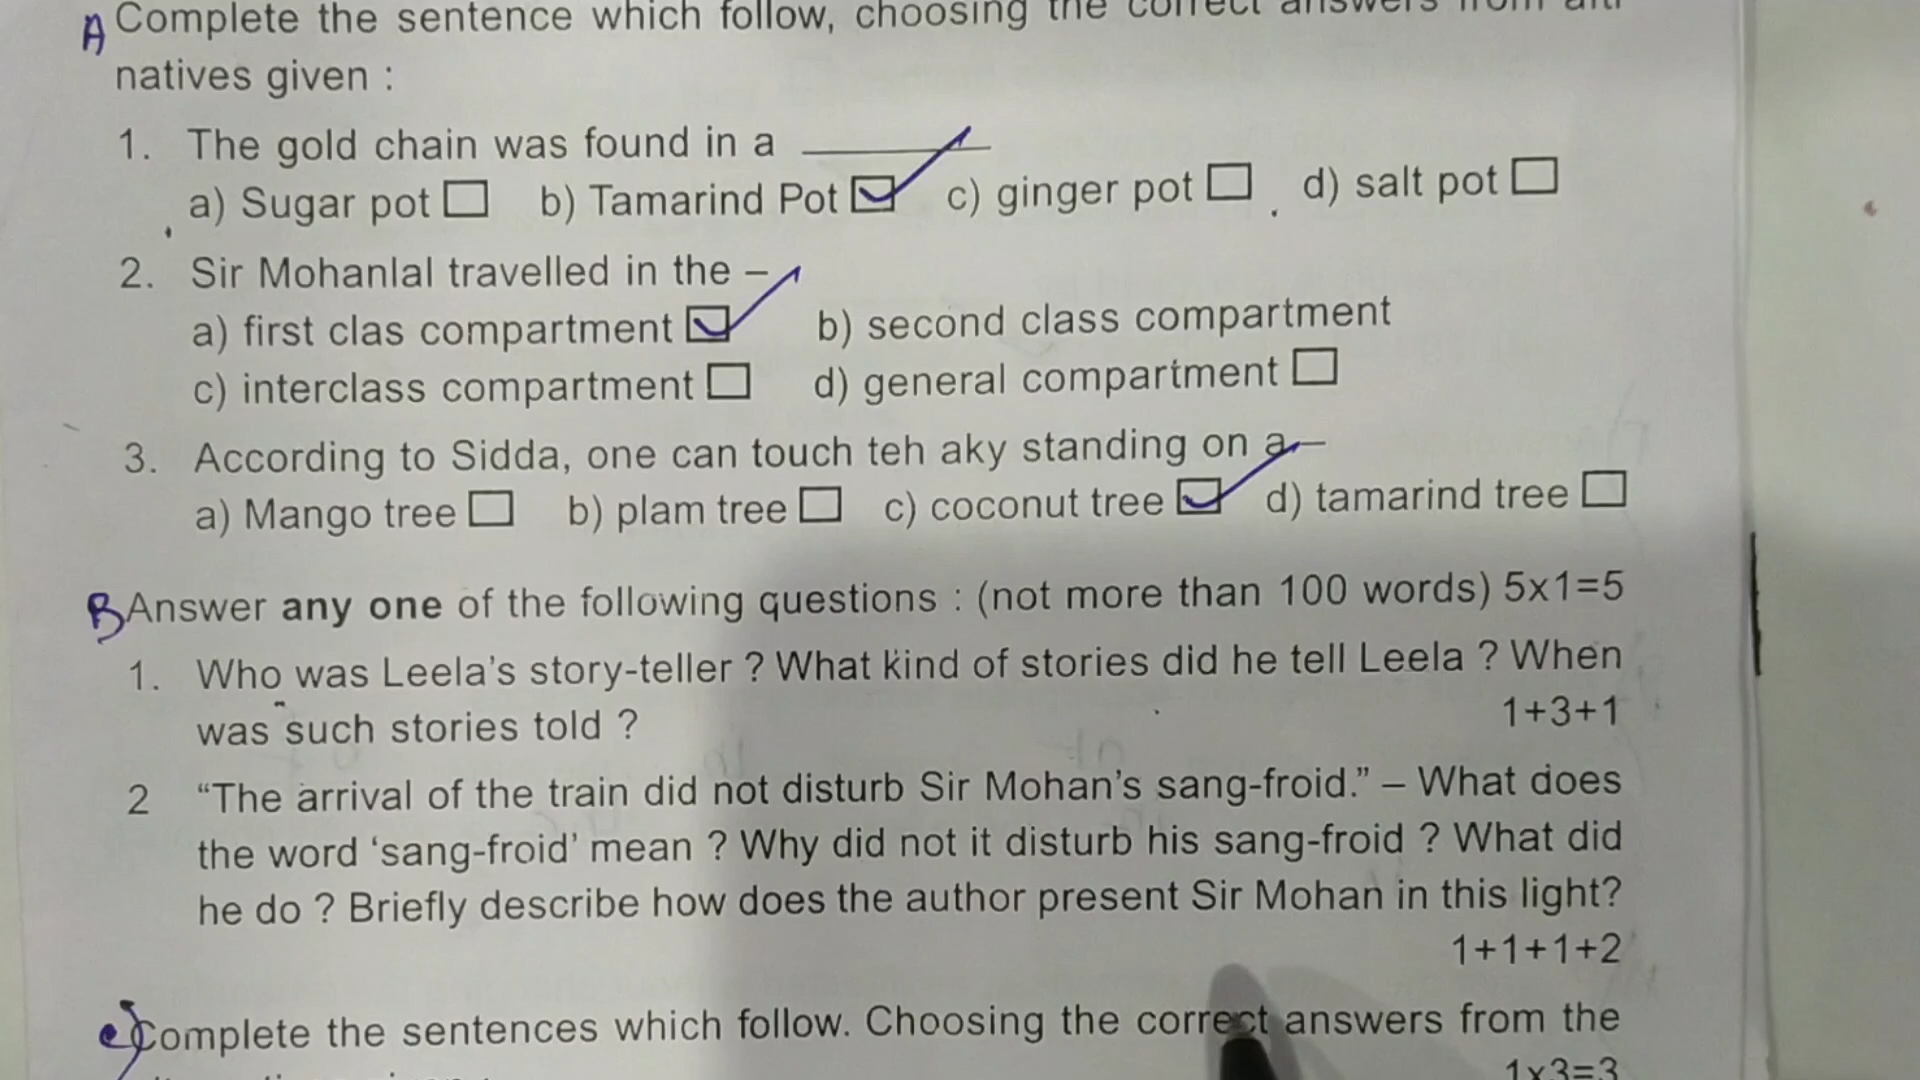 A Complete the sentence which follow, choosing the correct answers from alt
natives given :
1. The gold chain was found in a ______
a) Sugar pot b) Tamarind Pot c) ginger pot d) salt pot
2. Sir Mohanlal travelled in the –
a) first clas compartment b) second class compartment
c) interclass compartment d) general compartment
3. According to Sidda, one can touch teh aky standing on a –
a) Mango tree b) plam tree c) coconut tree d) tamarind tree
B Answer any one of the following questions : (not more than 100 words) 5x1=5
1. Who was Leela's story-teller ? What kind of stories did he tell Leela ? When
was such stories told ? 1+3+1
2 “The arrival of the train did not disturb Sir Mohan's sang-froid.” – What does
the word ‘sang-froid’ mean ? Why did not it disturb his sang-froid ? What did
he do ? Briefly describe how does the author present Sir Mohan in this light?
1+1+1+2
Complete the sentences which follow. Choosing the correct answers from the
1x3=3